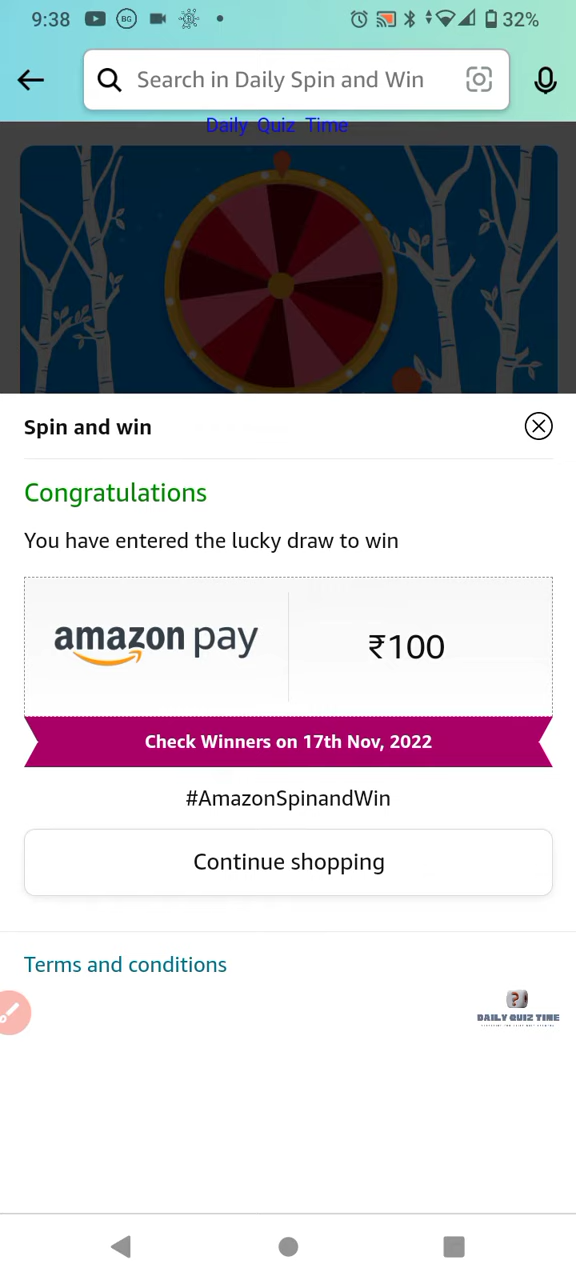 9:38
BG
32%
Search in Daily Spin and Win
Daily Quiz Time
Spin and win
Congratulations
You have entered the lucky draw to win
amazon pay
₹100
Check Winners on 17th Nov, 2022
#AmazonSpinandWin
Continue shopping
Terms and conditions
?
DAILY QUIZ TIME